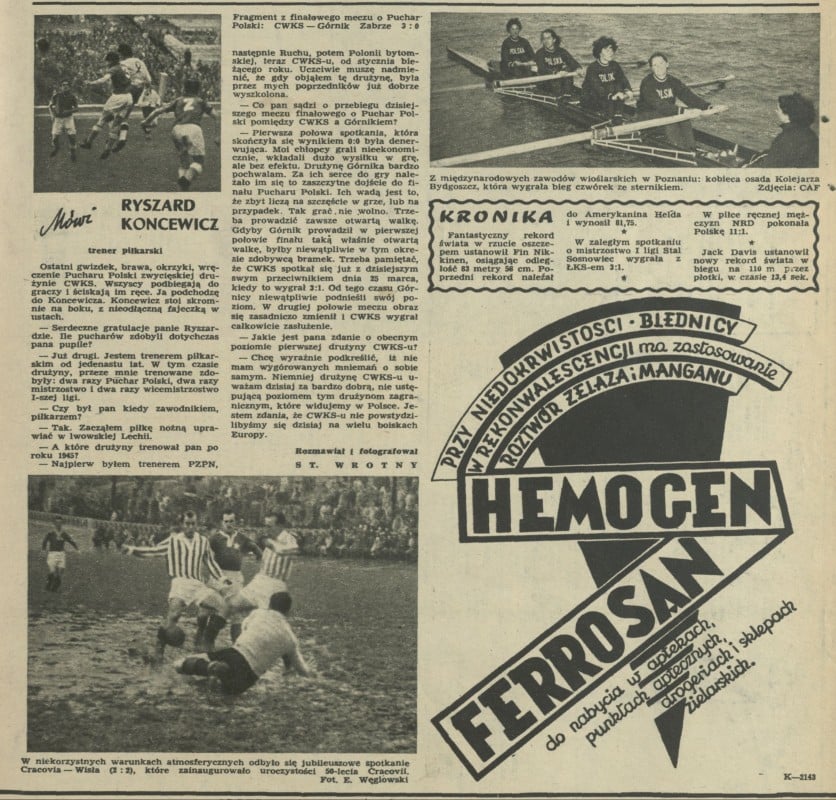 Fragment z finałowego meczu o Puchar
Polski: CWKS — Górnik Zabrze 3:0
Mówi
RYSZARD
KONCEWICZ
trener piłkarski
Ostatni gwizdek, brawa, okrzyki, wrę-
czenie Pucharu Polski zwycięskiej dru-
żynie CWKS, Wszyscy podbiegają do
graczy i ściskają im ręce. Ja podchodzę
do Koncewicza. Koncewicz stoi skrom-
nie na boku, z nieodłączną fajeczką w
ustach.
— Serdeczne gratulacje panie Ryszar-
dzie. Ile pucharów zdobyli dotychczas
pana pupile?
— Już drugi. Jestem trenerem piłkar-
skim od jedenastu lat. W tym czasie
drużyny, przeze mnie trenowane zdo-
były: dwa razy Puchar Polski, dwa razy
mistrzostwo i dwa razy wicemistrzostwo
I-szej ligi.
— Czy był pan kiedy zawodnikiem,
piłkarzem?
— Tak. Zacząłem piłkę nożną upra-
wiać w lwowskiej Lechii.
— A które drużyny trenował pan po
roku 1945?
— Najpierw byłem trenerem PZPN,
następnie Ruchu, potem Polonii bytom-
skiej, teraz CWKS-u, od stycznia bie-
żącego roku. Uczciwie muszę nadmie-
nić, że gdy objąłem tę drużynę, była
przez mych poprzedników już dobrze
wyszkolona.
— Co pan sądzi o przebiegu dzisiej-
szego meczu finałowego o Puchar Pol-
ski pomiędzy CWKS a Górnikiem?
— Pierwsza połowa spotkania, która
skończyła się wynikiem 0:0 była dener-
wująca. Moi chłopcy grali nieekonomi-
cznie, wkładali dużo wysiłku w grę,
ale bez efektu. Drużynę Górnika bardzo
pochwalam. Za ich serce do gry nale-
żało im się to zaszczytne dojście do fi-
nału Pucharu Polski. Ich wadą jest to,
że zbyt liczą na szczęście w grze, lub na
przypadek. Tak grać nie wolno. Trze-
ba prowadzić zawsze otwartą walkę.
Gdyby Górnik prowadził w pierwszej
połowie finału taką właśnie otwartą
walkę, byłby niewątpliwie w tym okre-
sie zdobywcą bramek. Trzeba pamiętać,
że CWKS spotkał się już z dzisiejszym
swym przeciwnikiem dnia 25 marca,
kiedy to wygrał 3:1. Od tego czasu Gór-
nicy niewątpliwie podnieśli swój po-
ziom. W drugiej połowie meczu obraz
się zasadniczo zmienił i CWKS wygrał
całkowicie zasłużenie.
— Jakie jest pana zdanie o obecnym
poziomie pierwszej drużyny CWKS-u?
— Chcę wyraźnie podkreślić, iż nie
mam wygórowanych mniemań o sobie
samym. Niemniej drużynę CWKS-u u-
ważam dzisiaj za bardzo dobrą, nie ust-
ępującą poziomem tym drużynom zagra-
nicznym, które widujemy w Polsce. Je-
stem zdania, że CWKS-u nie powstydzi-
libyśmy się dzisiaj na wielu boiskach
Europy.
Rozmawiał i fotografował
ST. WROTNY
W niekorzystnych warunkach atmosferycznych odbyło się jubileuszowe spotkanie
Cracovia — Wisła (2:2), które zainaugurowało uroczystości 50-lecia Cracovii.
Fot. E. Węglowski
POLSKA
POLSKA
Z międzynarodowych zawodów wioślarskich w Poznaniu: kobieca osada Kolejarza
Bydgoszcz, która wygrała bieg czwórek ze sternikiem.
Zdjęcia: CAF
KRONIKA
Fantastyczny rekord
świata w rzucie oszcze-
pem ustanowił Fin Nik-
kinen, osiągając odleg-
łość 83 metry 56 cm. Po-
przedni rekord należał
do Amerykanina Helda
i wynosił 81,75.
W zaległym spotkaniu
o mistrzostwo I ligi Stal
Sosnowiec wygrała z
ŁKS-em 3:1.
W piłce ręcznej męż-
czyzn NRD pokonała
Polskę 11:1.
Jack Davis ustanowił
nowy rekord świata w
biegu na 110 m przez
płotki, w czasie 13,4 sek.
PRZY NIEDOKRWISTOŚCI · BLEDNICY
W REKONWALESCENCJI ma zastosowanie
ROZTWÓR ŻELAZA i MANGANU
HEMOGEN
FERROSAN
do nabycia w aptekach,
punktach aptecznych,
drogeriach i sklepach
zielarskich.
K—2143